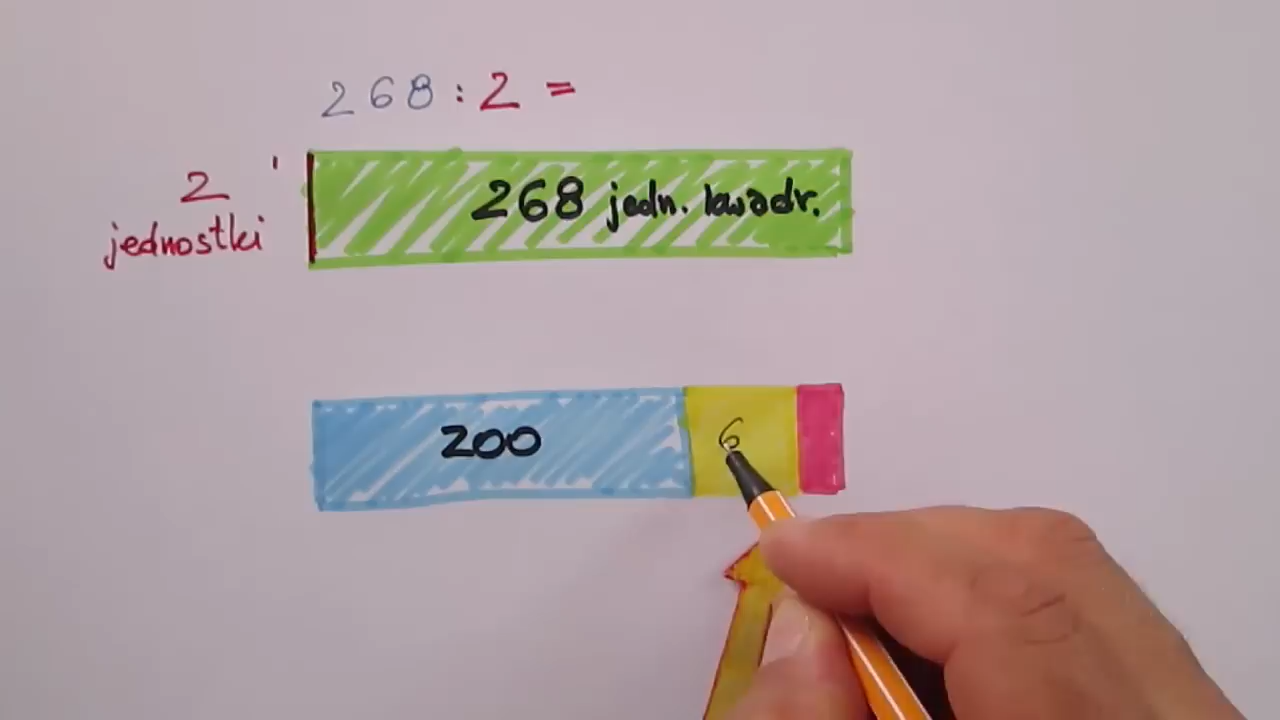 268 : 2 =
2
jednostki
268 jedn. kwadr.
200
6